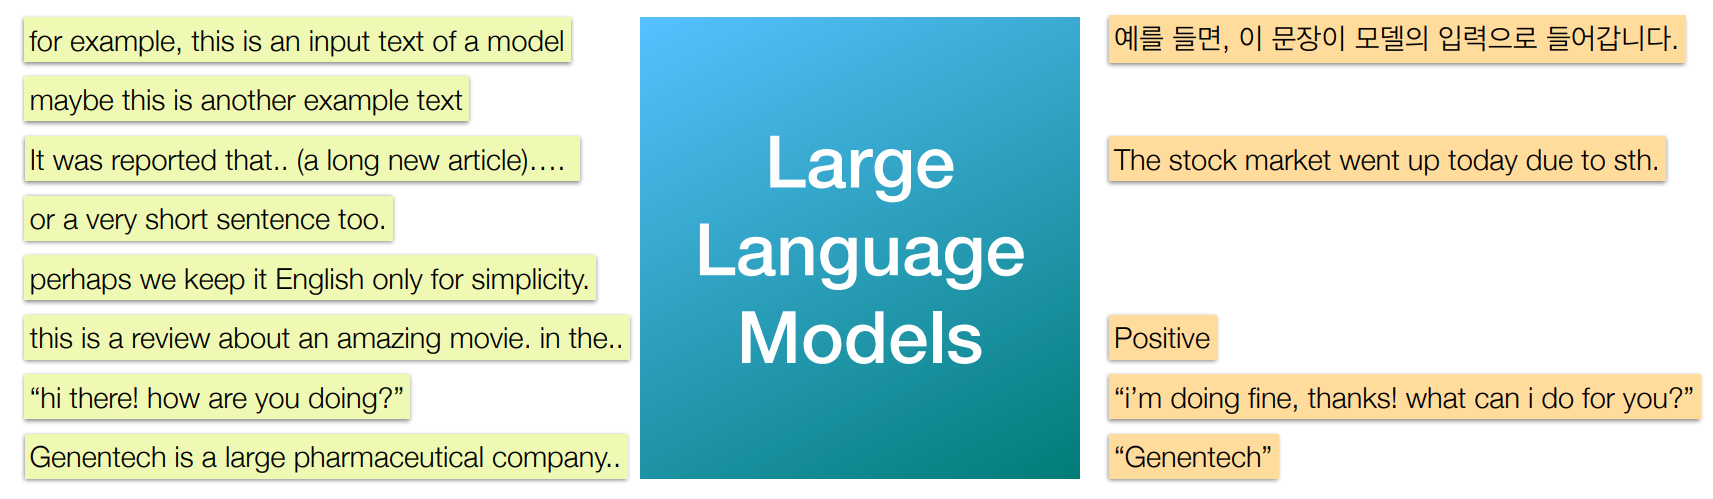 for example, this is an input text of a model
maybe this is another example text
It was reported that.. (a long new article)....
or a very short sentence too.
perhaps we keep it English only for simplicity.
this is a review about an amazing movie. in the..
“hi there! how are you doing?”
Genentech is a large pharmaceutical company..
Large
Language
Models
예를 들면, 이 문장이 모델의 입력으로 들어갑니다.
The stock market went up today due to sth.
Positive
“i’m doing fine, thanks! what can i do for you?”
“Genentech”